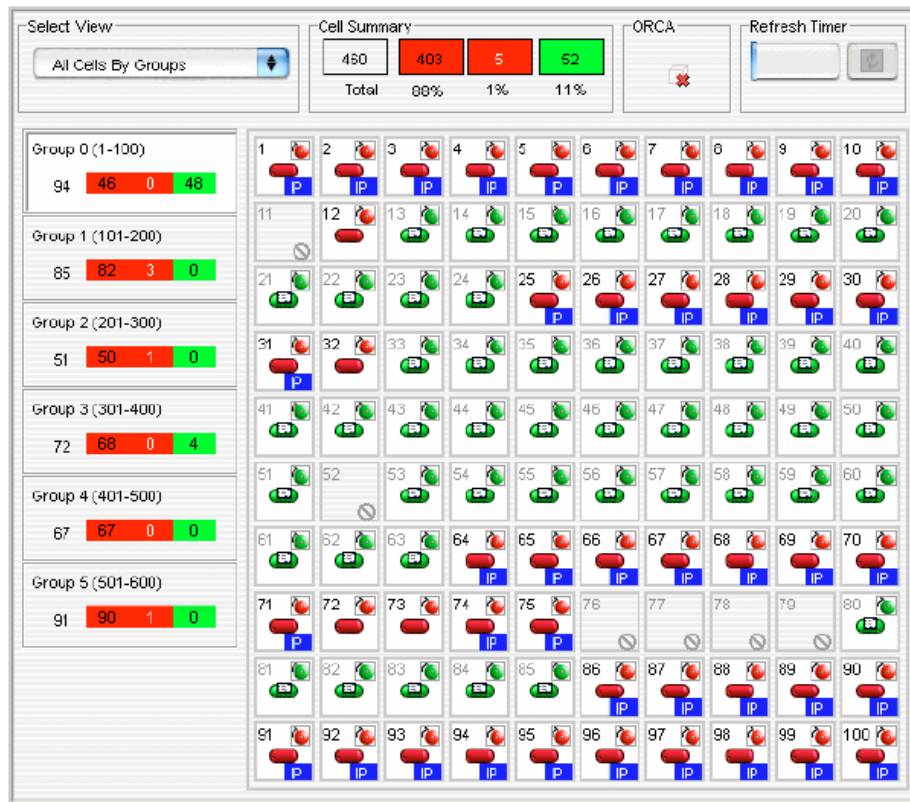 Select View
All Cells By Groups
Cell Summary
460 403 5 52
Total 88% 1% 11%
ORCA
Refresh Timer
Group 0 (1-100)
94 46 0 48
Group 1 (101-200)
85 82 3 0
Group 2 (201-300)
51 50 1 0
Group 3 (301-400)
72 68 0 4
Group 4 (401-500)
67 67 0 0
Group 5 (501-600)
91 90 1 0
1 2 3 4 5 6 7 8 9 10
IP IP IP IP IP IP IP IP IP IP
11 12 13 14 15 16 17 18 19 20
21 22 23 24 25 26 27 28 29 30
IP IP IP IP IP IP
31 32 33 34 35 36 37 38 39 40
IP
41 42 43 44 45 46 47 48 49 50
51 52 53 54 55 56 57 58 59 60
61 62 63 64 65 66 67 68 69 70
IP IP IP IP IP IP IP
71 72 73 74 75 76 77 78 79 80
IP IP IP
81 82 83 84 85 86 87 88 89 90
IP IP IP IP IP
91 92 93 94 95 96 97 98 99 100
IP IP IP IP IP IP IP IP IP IP